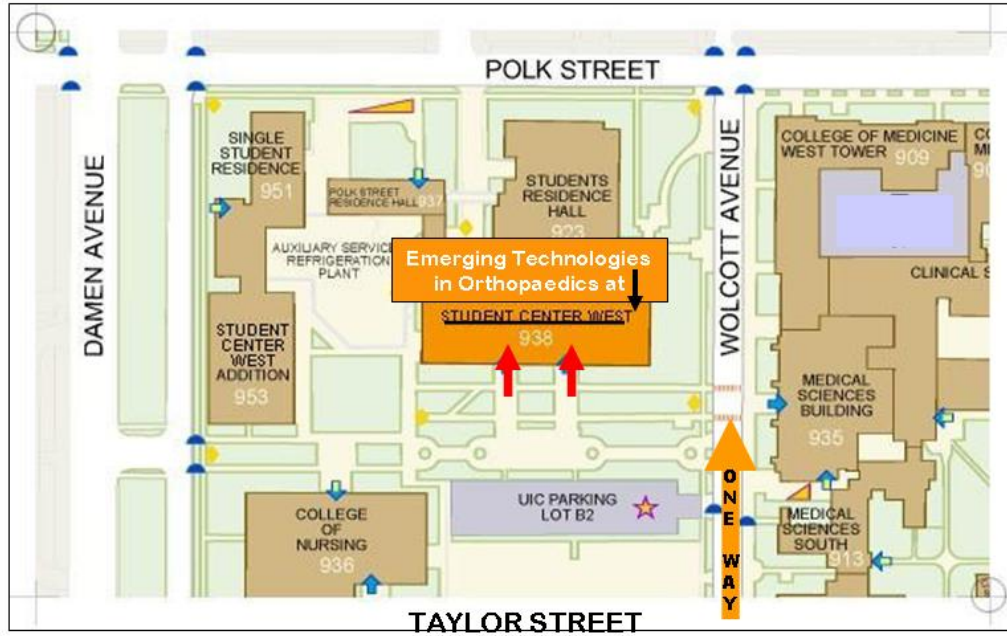 POLK STREET
DAMEN AVENUE
WOLCOTT AVENUE
SINGLE
STUDENT
RESIDENCE
951
POLK STREET
RESIDENCE HALL 937
STUDENTS
RESIDENCE
HALL
923
COLLEGE OF MEDICINE
WEST TOWER 909
AUXILIARY
REFRIGERATION
PLANT
Emerging Technologies
in Orthopaedics at
STUDENT CENTER WEST
938
CLINICAL S
STUDENT
CENTER
WEST
ADDITION
953
MEDICAL
SCIENCES
BUILDING
935
UIC PARKING
LOT B2
ONE WAY
COLLEGE
OF
NURSING
936
MEDICAL
SCIENCES
SOUTH
913
TAYLOR STREET